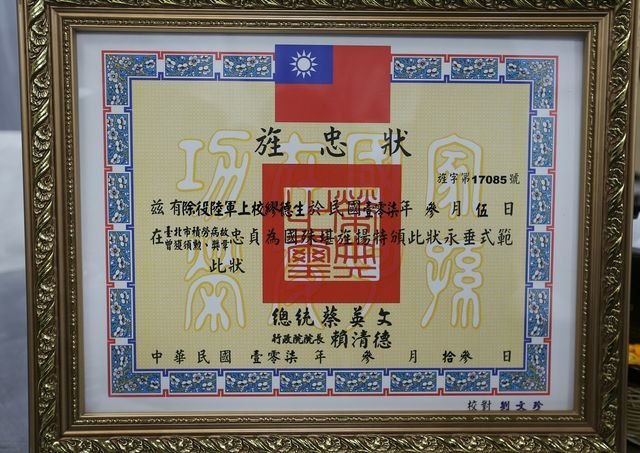 旌忠狀
旌字第17085號
茲有除役陸軍上校繆德生於民國壹零柒年參月伍日
在臺北市積勞病故曾獲頒勲、獎章忠貞為國殊堪旌揚特頒此狀永垂式範
此狀
總統蔡英文
行政院院長 賴清德
中華民國壹零柒年參月拾參日
校對 劉文珍